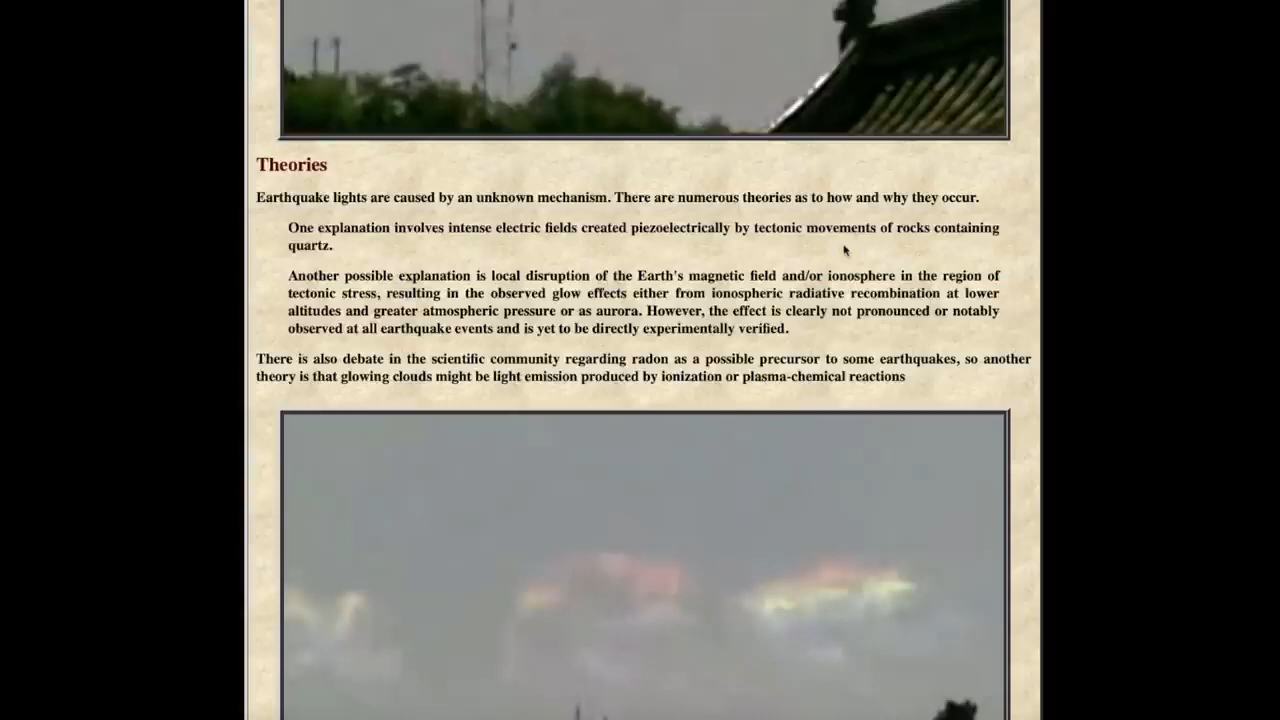 Theories
Earthquake lights are caused by an unknown mechanism. There are numerous theories as to how and why they occur.
One explanation involves intense electric fields created piezoelectrically by tectonic movements of rocks containing
quartz.
Another possible explanation is local disruption of the Earth's magnetic field and/or ionosphere in the region of
tectonic stress, resulting in the observed glow effects either from ionospheric radiative recombination at lower
altitudes and greater atmospheric pressure or as aurora. However, the effect is clearly not pronounced or notably
observed at all earthquake events and is yet to be directly experimentally verified.
There is also debate in the scientific community regarding radon as a possible precursor to some earthquakes, so another
theory is that glowing clouds might be light emission produced by ionization or plasma-chemical reactions